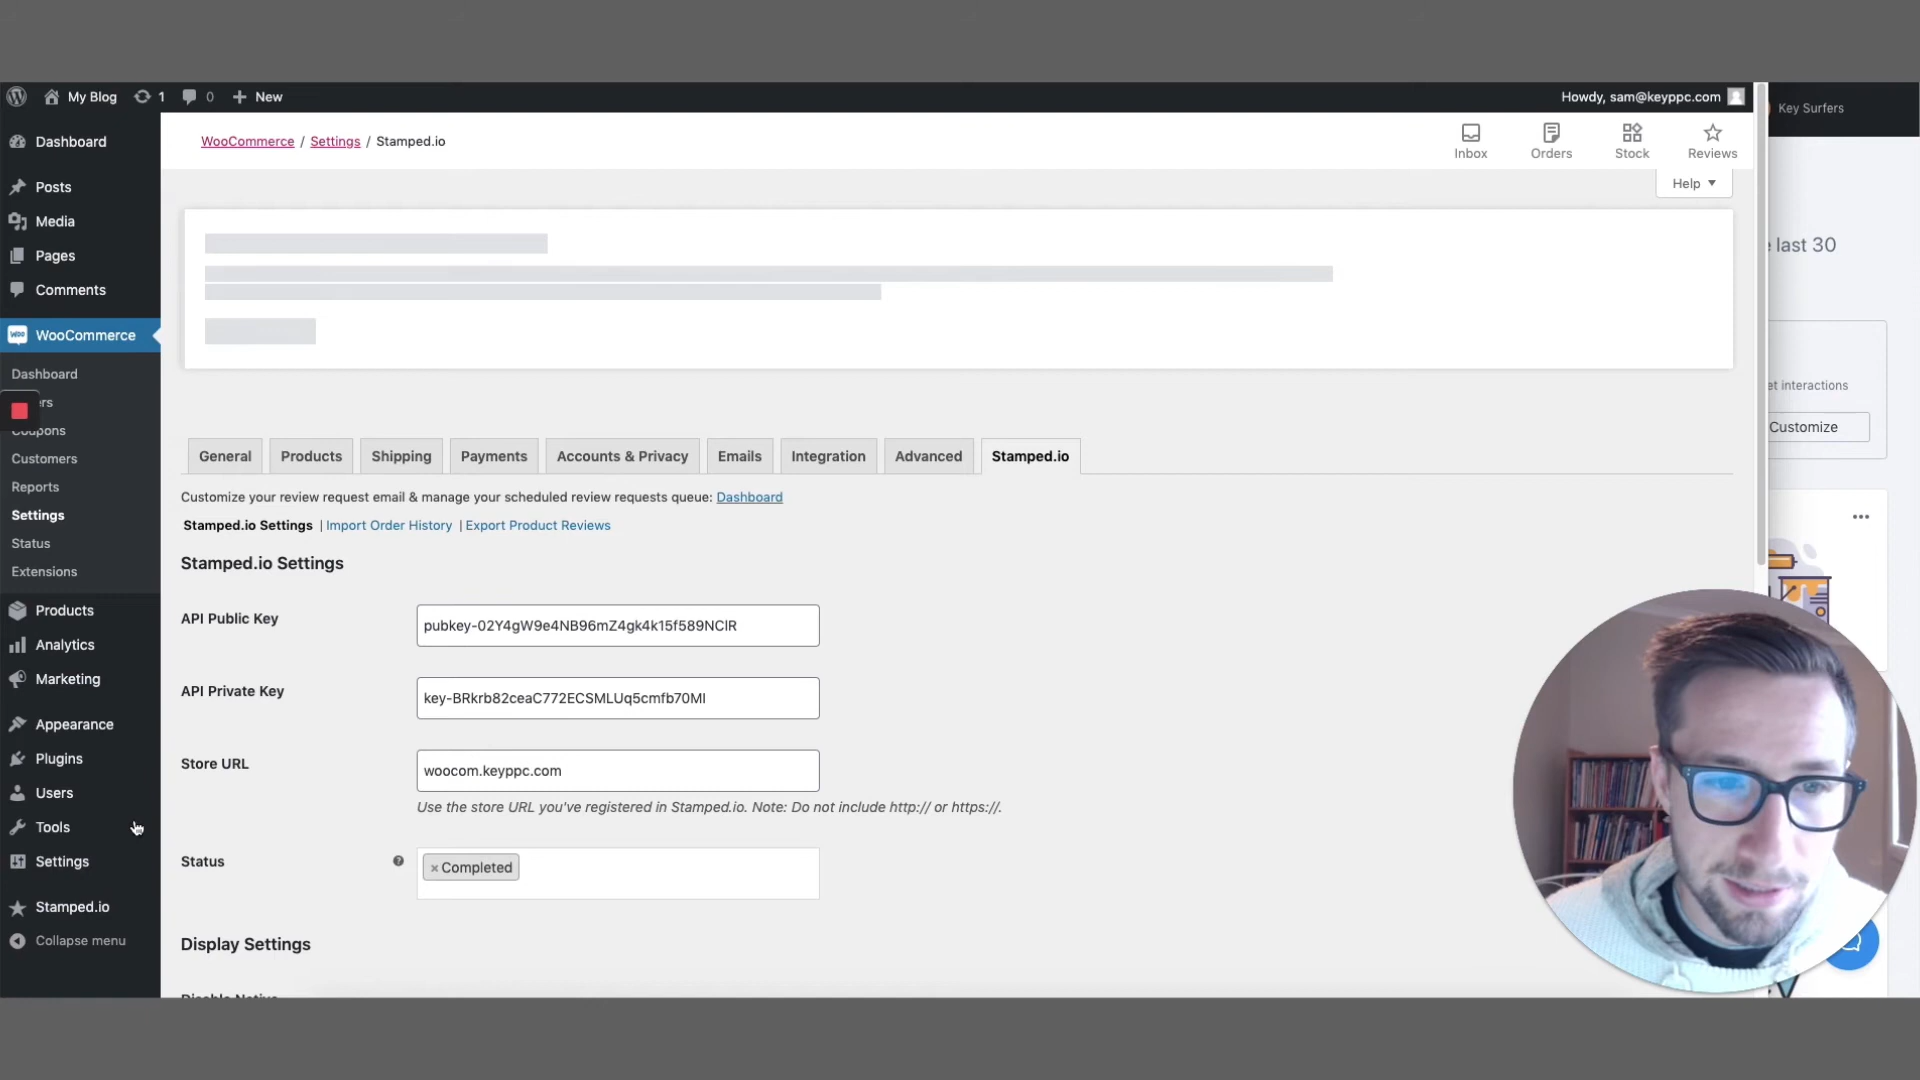 My Blog 1 0 New
Howdy, sam@keyppc.com
Key Surfers
Dashboard
Posts
Media
Pages
Comments
WooCommerce
Dashboard
Coupons
Customers
Reports
Settings
Status
Extensions
Products
Analytics
Marketing
Appearance
Plugins
Users
Tools
Settings
Stamped.io
Collapse menu
WooCommerce / Settings / Stamped.io
Inbox
Orders
Stock
Reviews
Help
General
Products
Shipping
Payments
Accounts & Privacy
Emails
Integration
Advanced
Stamped.io
Customize your review request email & manage your scheduled review requests queue: Dashboard
Stamped.io Settings | Import Order History | Export Product Reviews
Stamped.io Settings
API Public Key
pubkey-02Y4gW9e4NB96mZ4gk4k15f589NClR
API Private Key
key-BRkrb82ceaC772ECSMLUq5cmfb70MI
Store URL
woocom.keyppc.com
Use the store URL you've registered in Stamped.io. Note: Do not include http:// or https://.
Status
× Completed
Display Settings
last 30
interactions
Customize